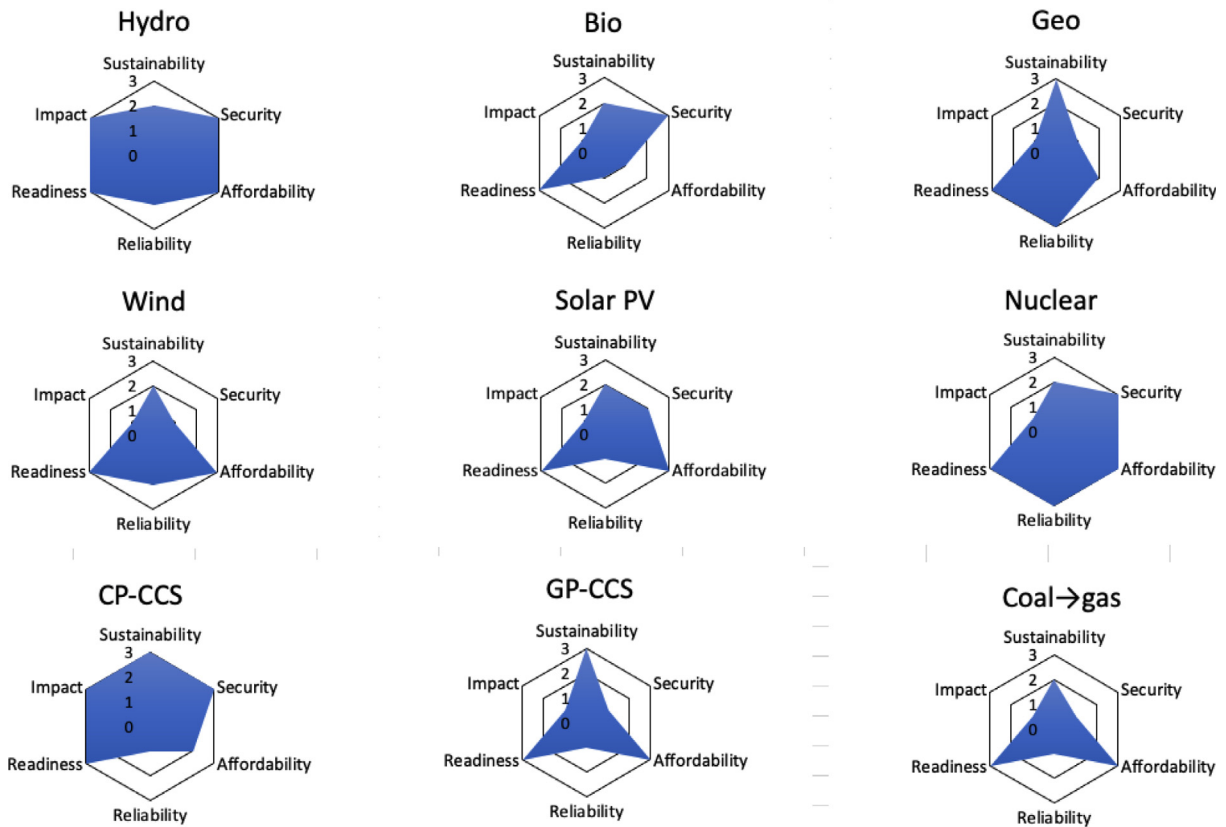 Hydro
Sustainability
3
2
1
0
Impact
Security
Readiness
Affordability
Reliability
Bio
Sustainability
3
2
1
0
Impact
Security
Readiness
Affordability
Reliability
Geo
Sustainability
3
2
1
0
Impact
Security
Readiness
Affordability
Reliability
Wind
Sustainability
3
2
1
0
Impact
Security
Readiness
Affordability
Reliability
Solar PV
Sustainability
3
2
1
0
Impact
Security
Readiness
Affordability
Reliability
Nuclear
Sustainability
3
2
1
0
Impact
Security
Readiness
Affordability
Reliability
CP-CCS
Sustainability
3
2
1
0
Impact
Security
Readiness
Affordability
Reliability
GP-CCS
Sustainability
3
2
1
0
Impact
Security
Readiness
Affordability
Reliability
Coal→gas
Sustainability
3
2
1
0
Impact
Security
Readiness
Affordability
Reliability